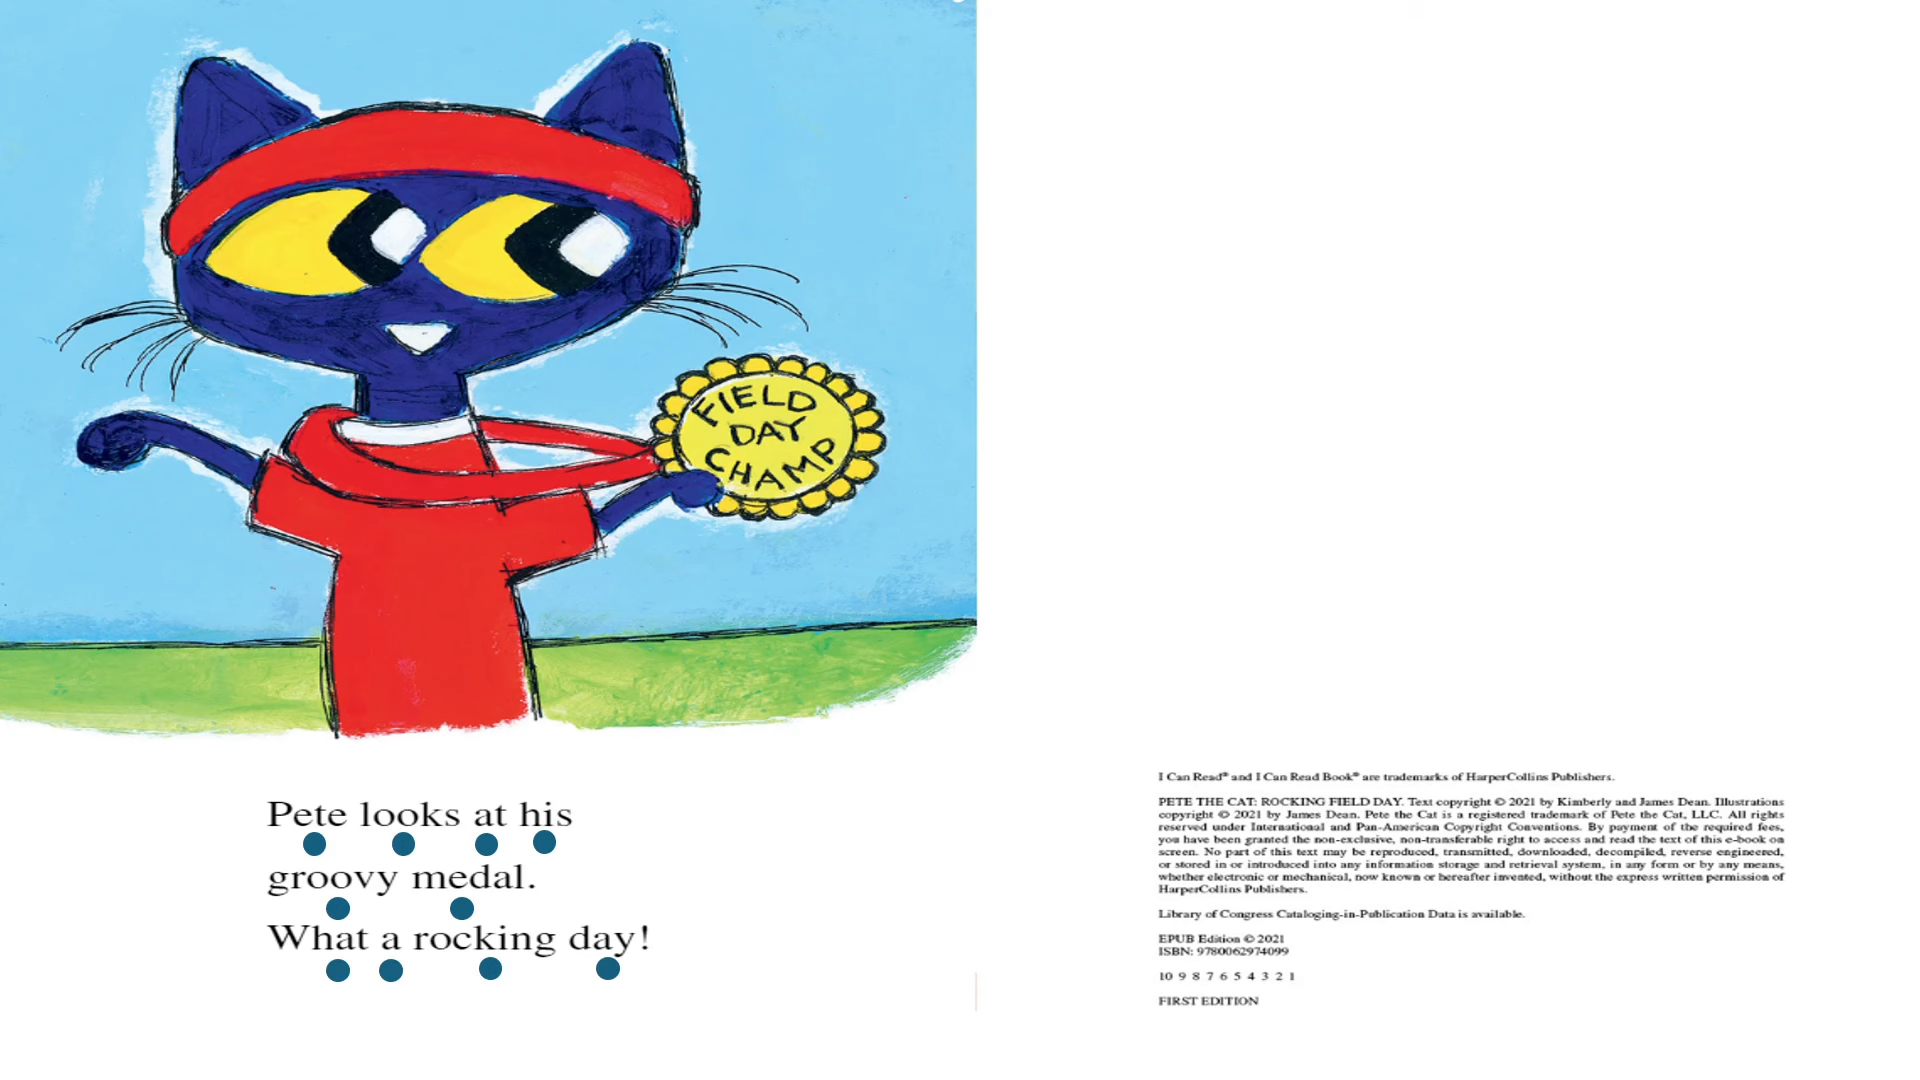 FIELD
DAY
CHAMP
Pete looks at his
groovy medal.
What a rocking day!
I Can Read® and I Can Read Book® are trademarks of HarperCollins Publishers.
PETE THE CAT: ROCKING FIELD DAY. Text copyright © 2021 by Kimberly and James Dean. Illustrations
copyright © 2021 by James Dean. Pete the Cat is a registered trademark of Pete the Cat, LLC. All rights
reserved under International and Pan-American Copyright Conventions. By payment of the required fees,
you have been granted the non-exclusive, non-transferable right to access and read the text of this e-book on
screen. No part of this text may be reproduced, transmitted, downloaded, decompiled, reverse engineered,
or stored in or introduced into any information storage and retrieval system, in any form or by any means,
whether electronic or mechanical, now known or hereafter invented, without the express written permission of
HarperCollins Publishers.
Library of Congress Cataloging-in-Publication Data is available.
EPUB Edition © 2021
ISBN: 9780062974099
10 9 8 7 6 5 4 3 2 1
FIRST EDITION